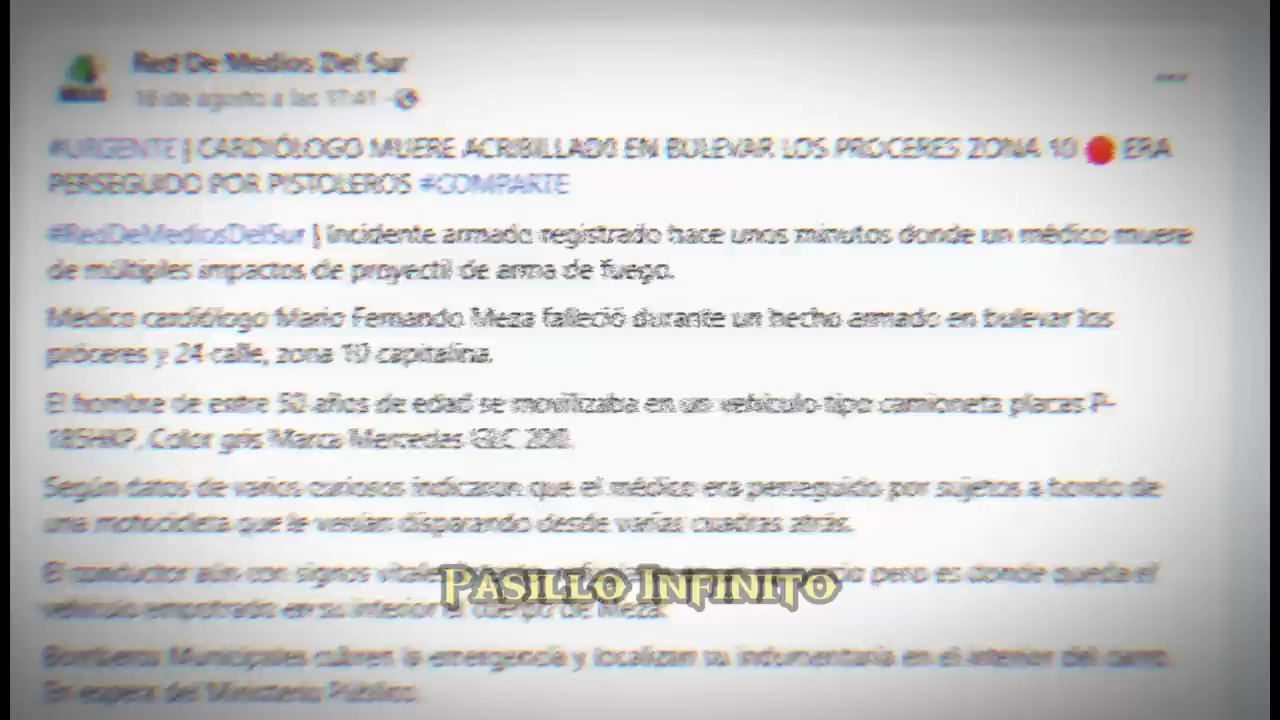 Red De Medios Del Sur
18 de agosto a las 17:41
#URGENTE | CARDIÓLOGO MUERE ACRIBILLADO EN BULEVAR LOS PRÓCERES ZONA 10 🔴 ERA
PERSEGUIDO POR PISTOLEROS #COMPARTE
#RedDeMediosDelSur | Incidente armado registrado hace unos minutos donde un médico muere
de múltiples impactos de proyectil de arma de fuego.
Médico cardiólogo Mario Fernando Meza falleció durante un hecho armado en bulevar los
próceres y 24 calle, zona 10 capitalina.
El hombre de entre 50 años de edad se movilizaba en un vehículo tipo camioneta placas P-
Color gris Marca Mercedes GLC
Según datos de varios curiosos indicaron que el médico era perseguido por sujetos a bordo de
una motocicleta que le venían disparando desde varias cuadras atrás.
El conductor aún con signos vitales pero es donde queda el
vehículo empotrado en su interior el cuerpo de Meza.
PASILLO INFINITO
Bomberos Municipales cubren la emergencia y localizan su indumentaria en el interior del carro.
En espera del Ministerio Público.